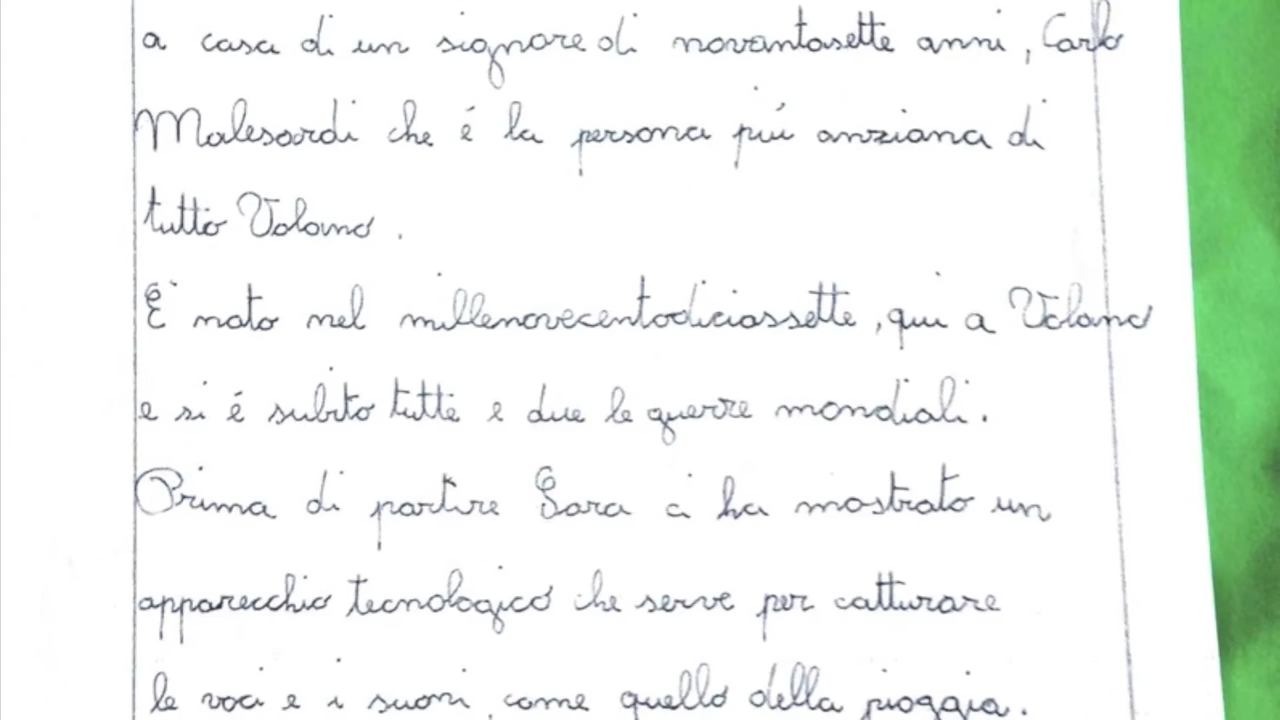 a casa di un signore di novantasette anni, Carlo
Malesardi che é la persona piú anziana di
tutto Volano.
E' nato nel millenovecentodiciassette, qui a Volano
e si é subito tutte e due le guerre mondiali.
Prima di partire Sara ci ha mostrato un
apparecchio tecnologico che serve per catturare
le voci e i suoni, come quello della pioggia.